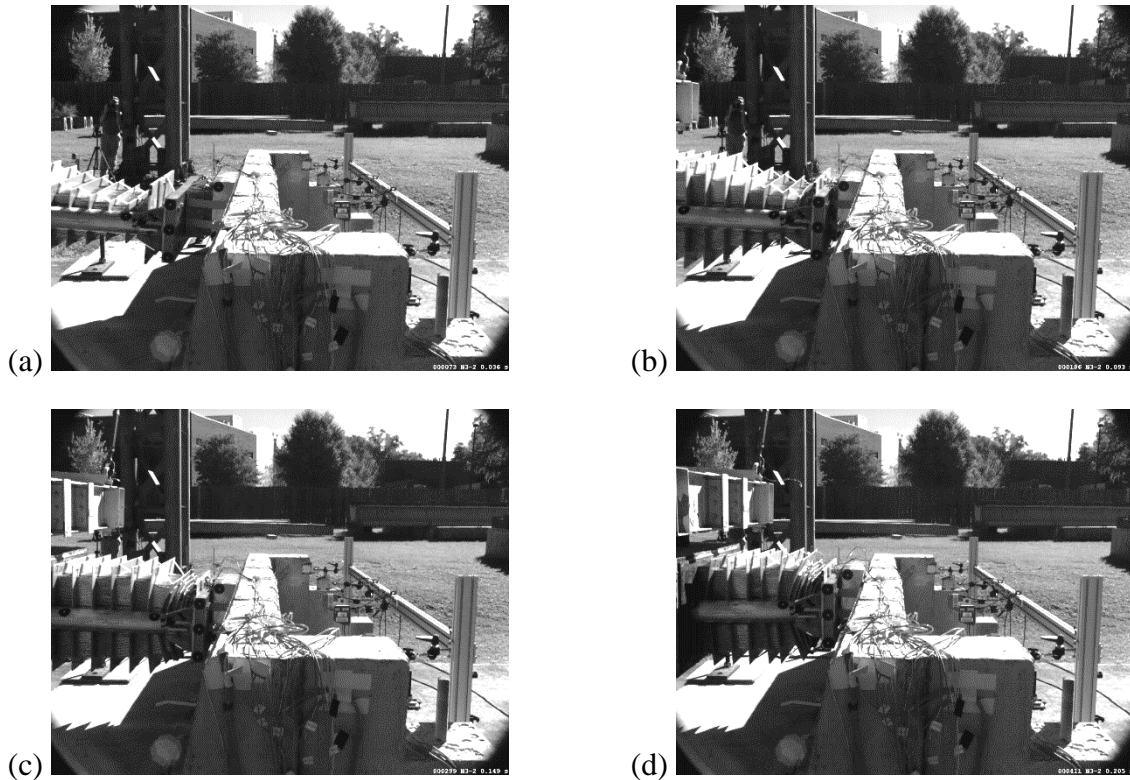 000073 N3-2 0.036 s
000186 N3-2 0.093
(a)
(b)
000299 N3-2 0.149 s
000411 N3-2 0.205 s
(c)
(d)